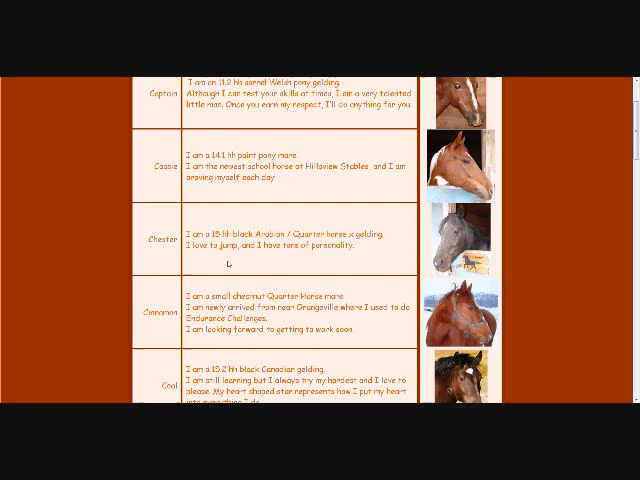 I am an 11.2 hh sorrel Welsh pony gelding.
Captain
Although I can test your skills at times, I am a very talented
little man. Once you earn my respect, I'll do anything for you.
I am a 14.1 hh paint pony mare.
Cassie
I am the newest school horse at Hillsview Stables, and I am
proving myself each day.
Chester
I am a 15 hh black Arabian / Quarter horse x gelding.
I love to jump, and I have tons of personality.
I am a small chestnut Quarter Horse mare.
Cinnamon
I am newly arrived from near Orangeville where I used to do
Endurance Challenges.
I am looking forward to getting to work soon.
I am a 15.2 hh black Canadian gelding.
Coal
I am still learning but I always try my hardest and I love to
please. My heart shaped star represents how I put my heart
into everything I do.